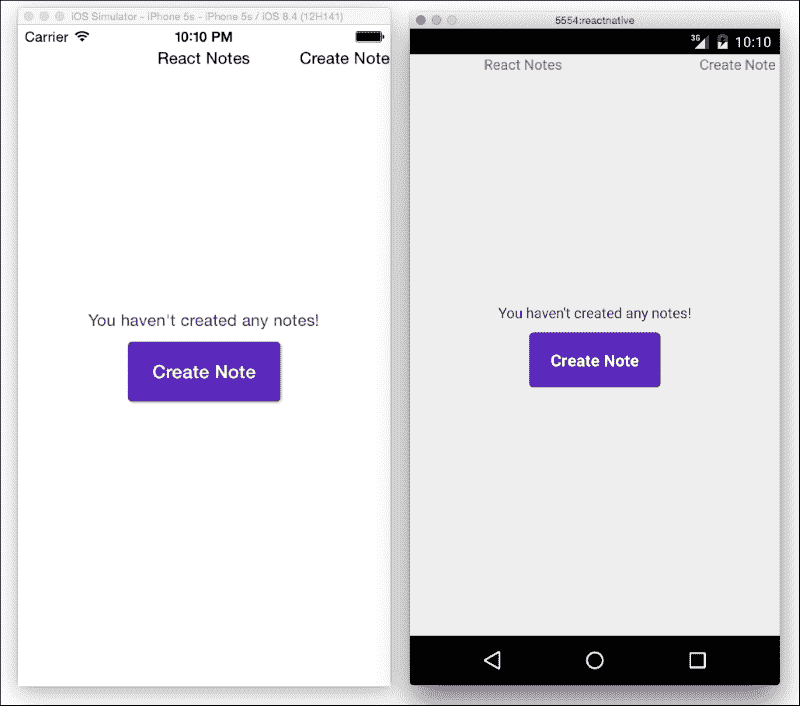 iOS Simulator - iPhone 5s - iPhone 5s / iOS 8.4 (12H141)
Carrier 10:10 PM
React Notes Create Note
You haven't created any notes!
Create Note
5554:reactnative
3G 10:10
React Notes Create Note
You haven't created any notes!
Create Note